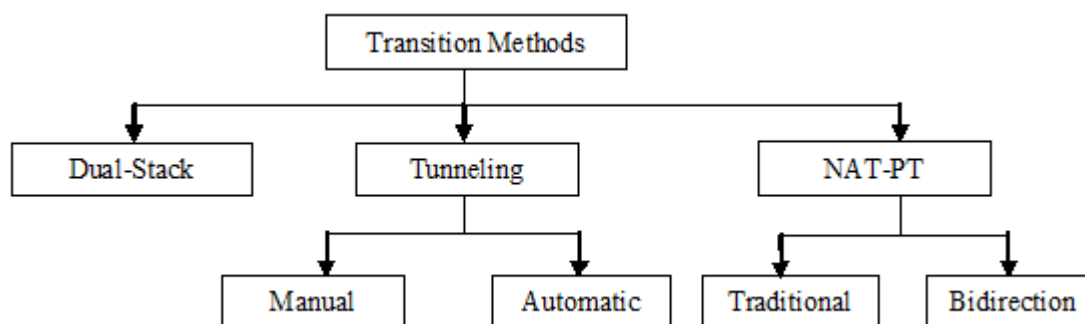 Transition Methods
Dual-Stack
Tunneling
NAT-PT
Manual
Automatic
Traditional
Bidirection